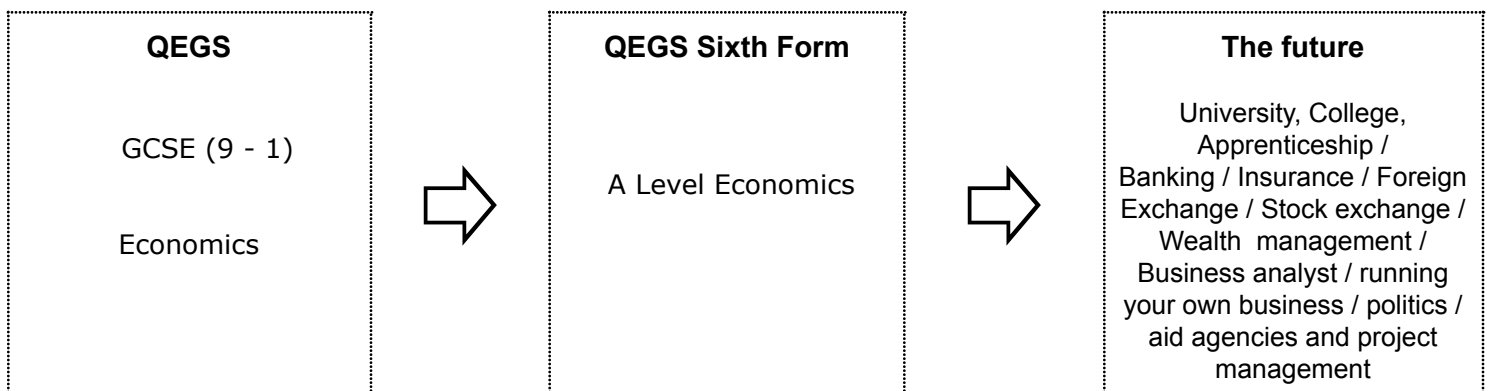 QEGS
GCSE (9 - 1)
Economics
QEGS Sixth Form
A Level Economics
The future
University, College,
Apprenticeship /
Banking / Insurance / Foreign
Exchange / Stock exchange /
Wealth management /
Business analyst / running
your own business / politics /
aid agencies and project
management